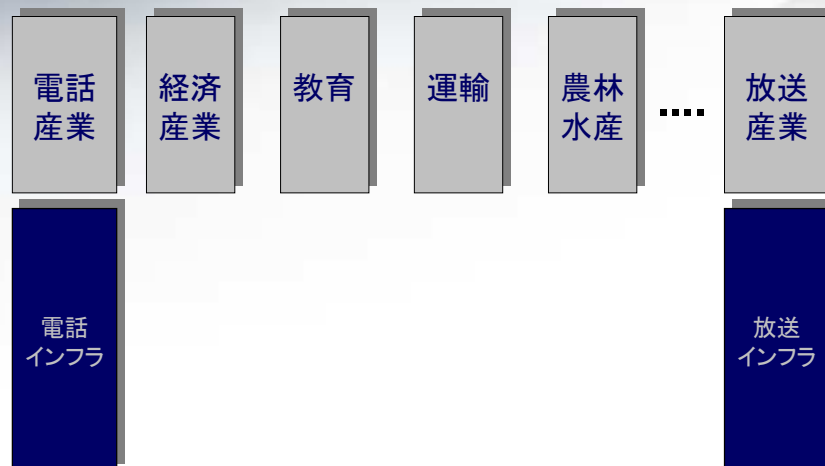 電話
産業
経済
産業
教育
運輸
農林
水産
....
放送
産業
電話
インフラ
放送
インフラ